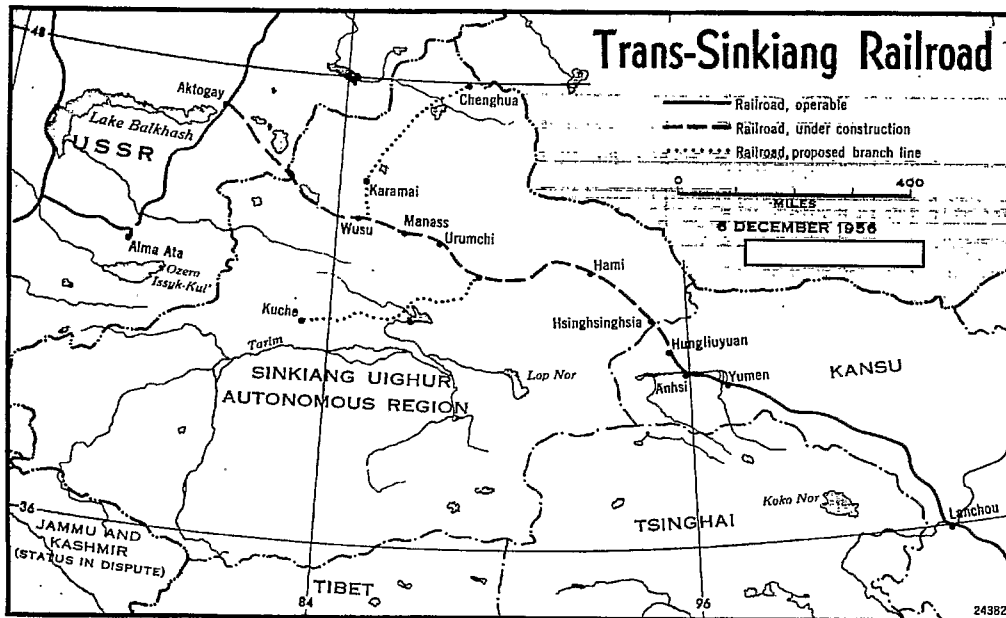 48
Trans-Sinkiang Railroad
Railroad, operable
Railroad, under construction
Railroad, proposed branch line
0 400
MILES
6 DECEMBER 1956
Aktogay
Lake Balkhash
USSR
Chenghua
Karamai
Wusu
Manass
Urumchi
Alma Ata
Ozero
Issyk-Kul'
Hami
Kuche
Hsinghsinghsia
Hungliuyuan
Tarim
Lop Nor
Anhsi
Yumen
KANSU
SINKIANG UIGHUR
AUTONOMOUS REGION
36
Koko Nor
Lanchou
TSINGHAI
JAMMU AND
KASHMIR
(STATUS IN DISPUTE)
TIBET
84
96
24382